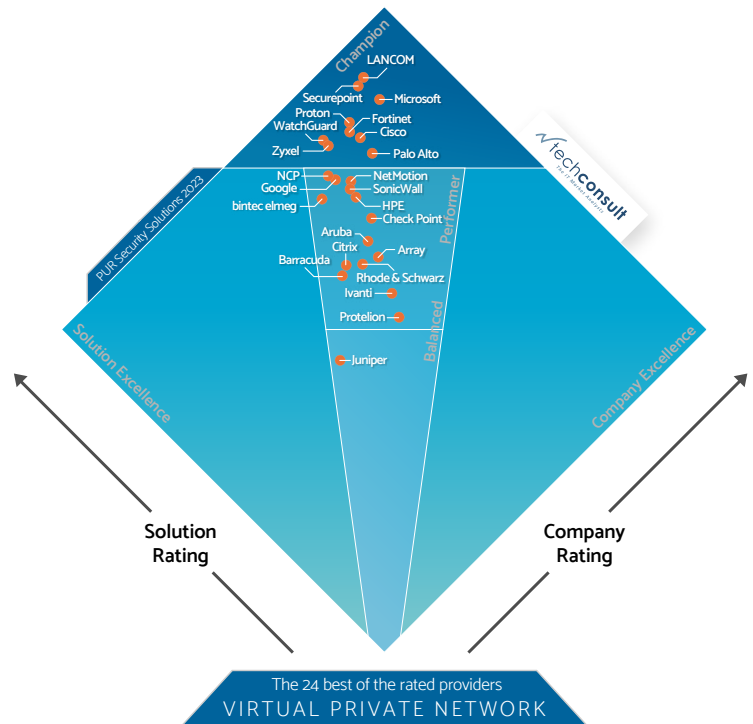 Champion
LANCOM
Securepoint
Microsoft
Proton
Fortinet
WatchGuard
Cisco
Zyxel
Palo Alto
techconsult
The IT Market Analysts
PUR Security Solutions 2023
NCP
NetMotion
Google
SonicWall
bintec elmeg
HPE
Check Point
Performer
Aruba
Citrix
Array
Barracuda
Rhode & Schwarz
Ivanti
Protelion
Balanced
Juniper
Solution Excellence
Company Excellence
Solution
Rating
Company
Rating
The 24 best of the rated providers
VIRTUAL PRIVATE NETWORK